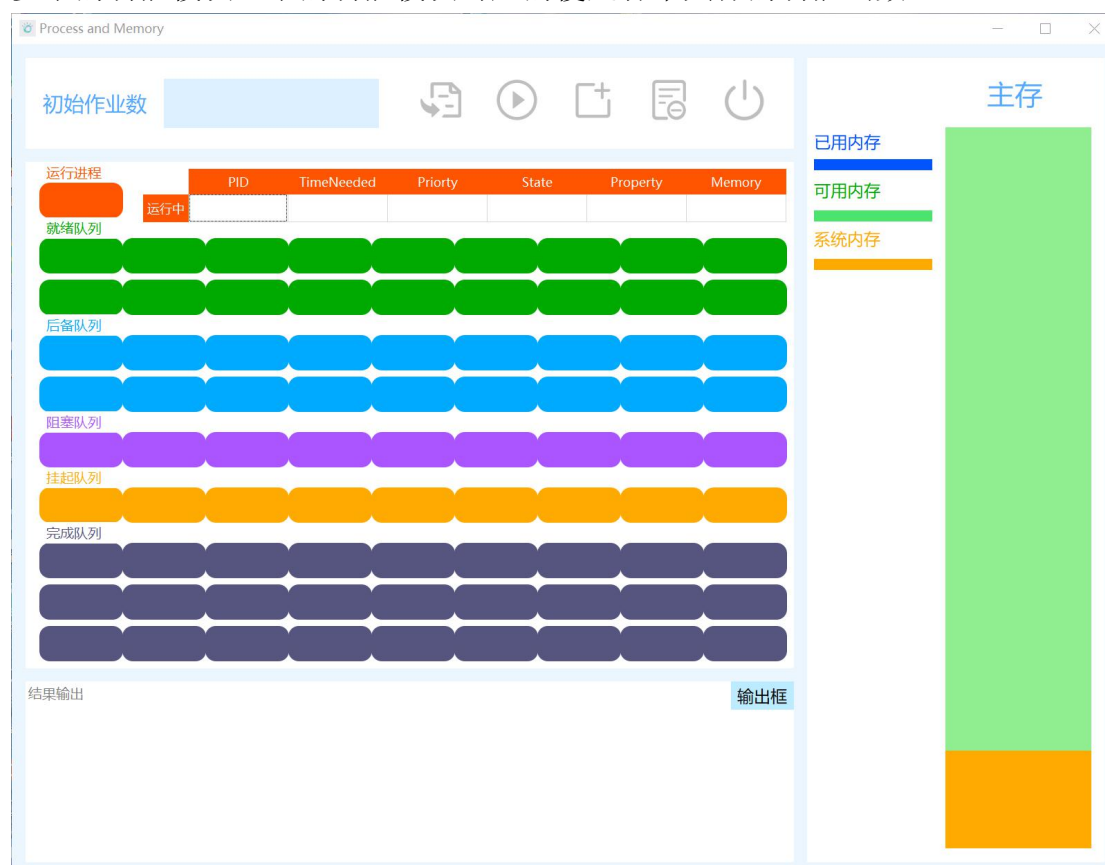 Process and Memory
初始作业数
运行进程
PID TimeNeeded Priorty State Property Memory
运行中
就绪队列
后备队列
阻塞队列
挂起队列
完成队列
结果输出
输出框
主存
已用内存
可用内存
系统内存